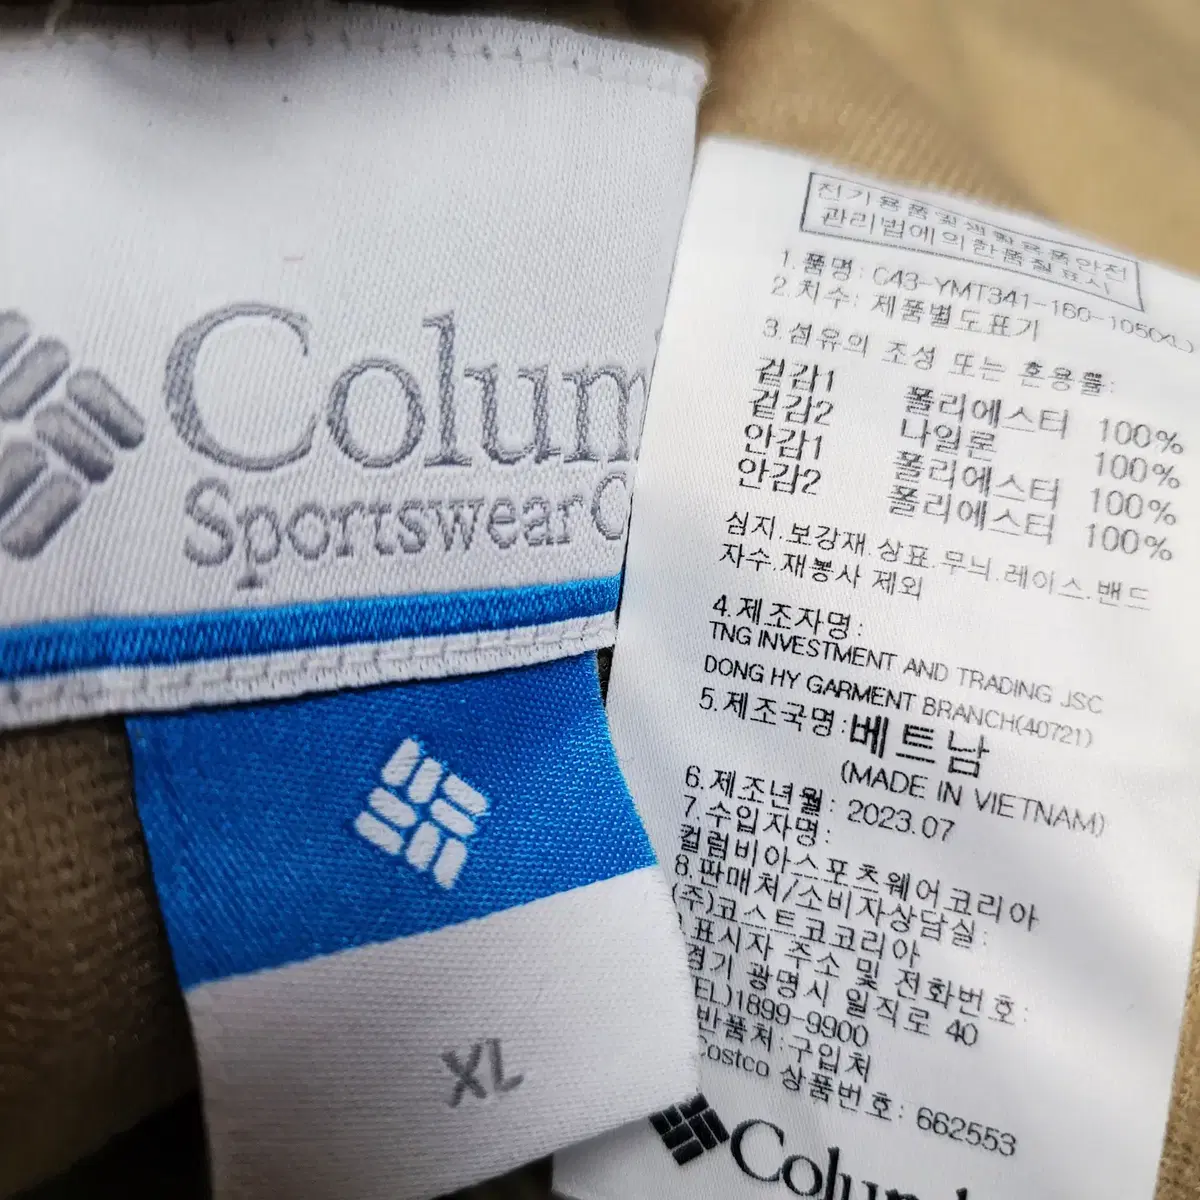 Colum
Sportswear C
XL
전기용품및생활용품안전
관리법에의한품질표시
1.품명: C43-YMT341-160-1050(XL)
2.치수: 제품별도표기
3.섬유의 조성 또는 혼용률:
겉감1 폴리에스터 100%
겉감2 나일론 100%
안감1 폴리에스터 100%
안감2 폴리에스터 100%
심지.보강재.상표.무늬.레이스.밴드
자수.재봉사 제외
4.제조자명:
TNG INVESTMENT AND TRADING JSC
DONG HY GARMENT BRANCH(40721)
5.제조국명:베트남
(MADE IN VIETNAM)
6.제조년월: 2023.07
7.수입자명:
컬럼비아스포츠웨어코리아
8.판매처/소비자상담실:
(주)코스트코코리아
.표시자 주소 및 전화번호:
경기 광명시 일직로 40
EL)1899-9900
반품처:구입처
Costco 상품번호: 662553
Colum